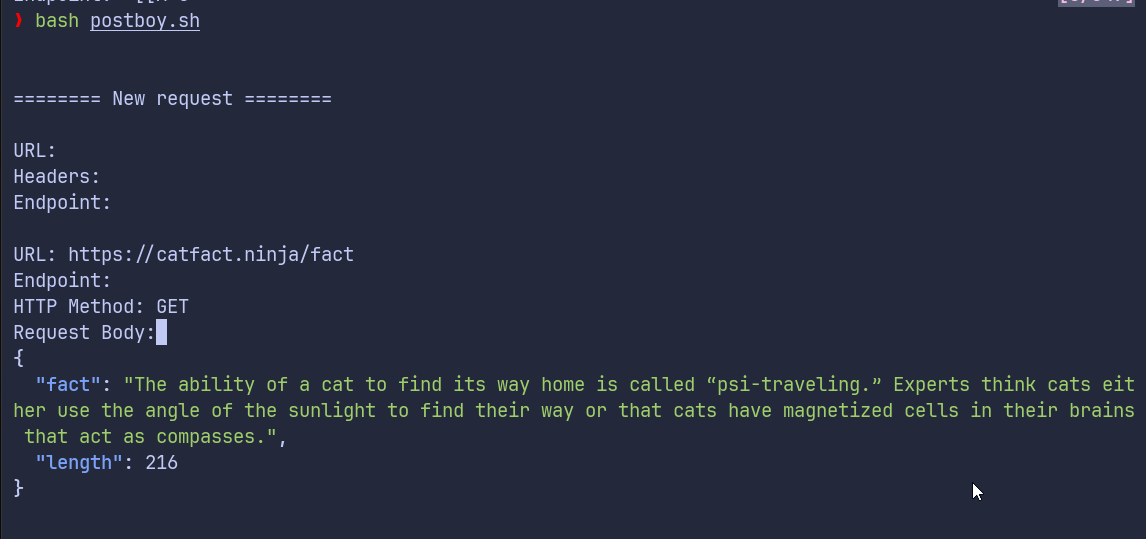 ❯ bash postboy.sh
======== New request ========
URL:
Headers:
Endpoint:
URL: https://catfact.ninja/fact
Endpoint:
HTTP Method: GET
Request Body:
{
"fact": "The ability of a cat to find its way home is called “psi-traveling.” Experts think cats eit
her use the angle of the sunlight to find their way or that cats have magnetized cells in their brains
that act as compasses.",
"length": 216
}